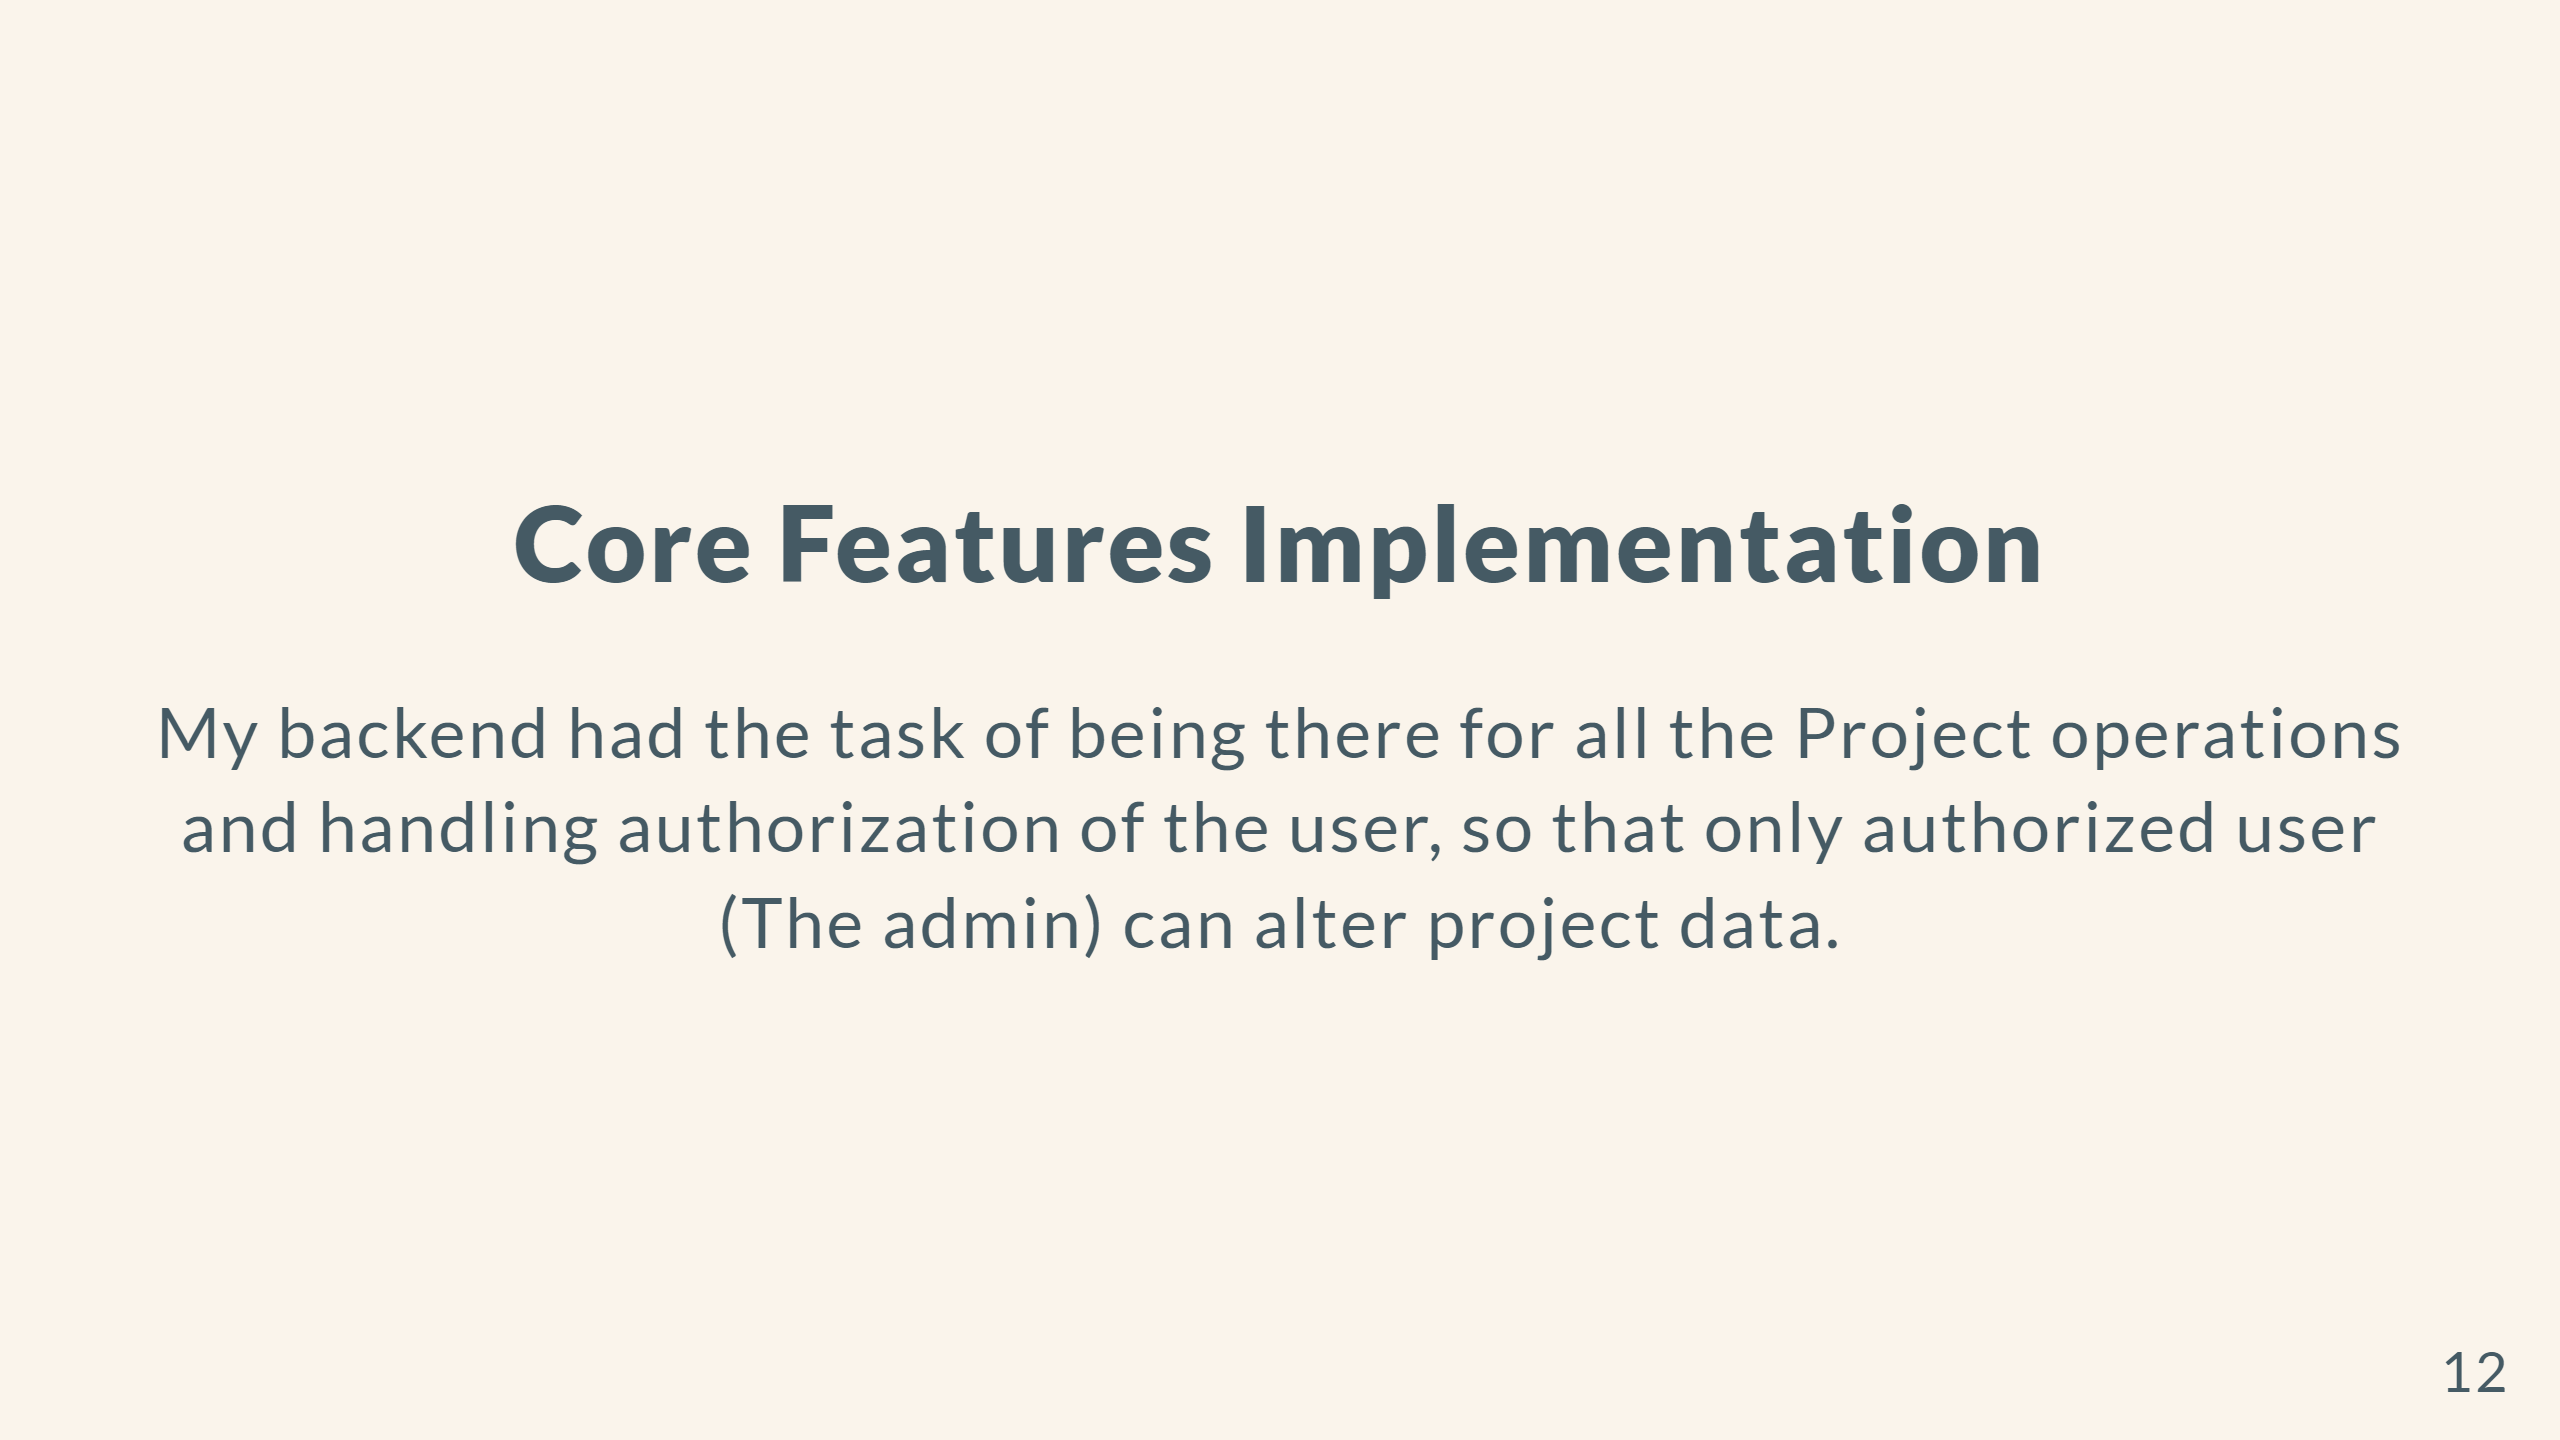 Core Features Implementation
My backend had the task of being there for all the Project operations
and handling authorization of the user, so that only authorized user
(The admin) can alter project data.
12